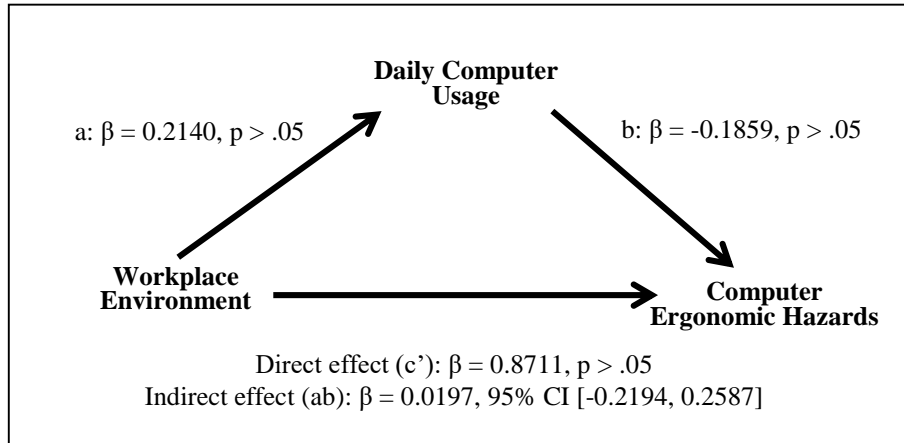 Daily Computer
Usage
a: β = 0.2140, p > .05
b: β = -0.1859, p > .05
Workplace
Environment
Computer
Ergonomic Hazards
Direct effect (c’): β = 0.8711, p > .05
Indirect effect (ab): β = 0.0197, 95% CI [-0.2194, 0.2587]